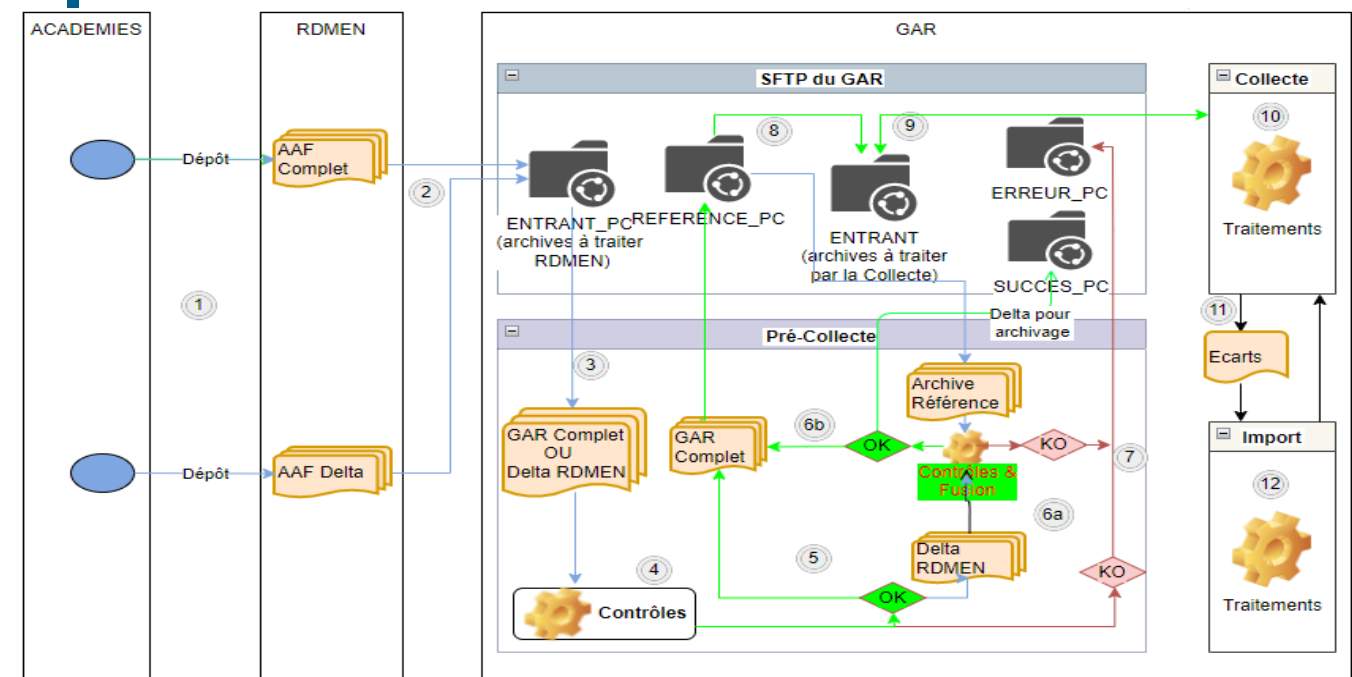 ACADEMIES
RDMEN
GAR
SFTP du GAR
Collecte
8
9
10
AAF
Complet
Dépôt
2
ENTRANT_PC
(archives à traiter
RDMEN)
REFERENCE_PC
ENTRANT
(archives à traiter
par la Collecte)
ERREUR_PC
SUCCES_PC
Traitements
1
Delta pour
archivage
11
Pré-Collecte
Ecarts
3
Archive
Référence
GAR Complet
OU
Delta RDMEN
GAR
Complet
6b
OK
KO
Contrôles &
Fusion
7
Import
Dépôt
AAF Delta
12
6a
Delta
RDMEN
5
4
OK
KO
Contrôles
Traitements